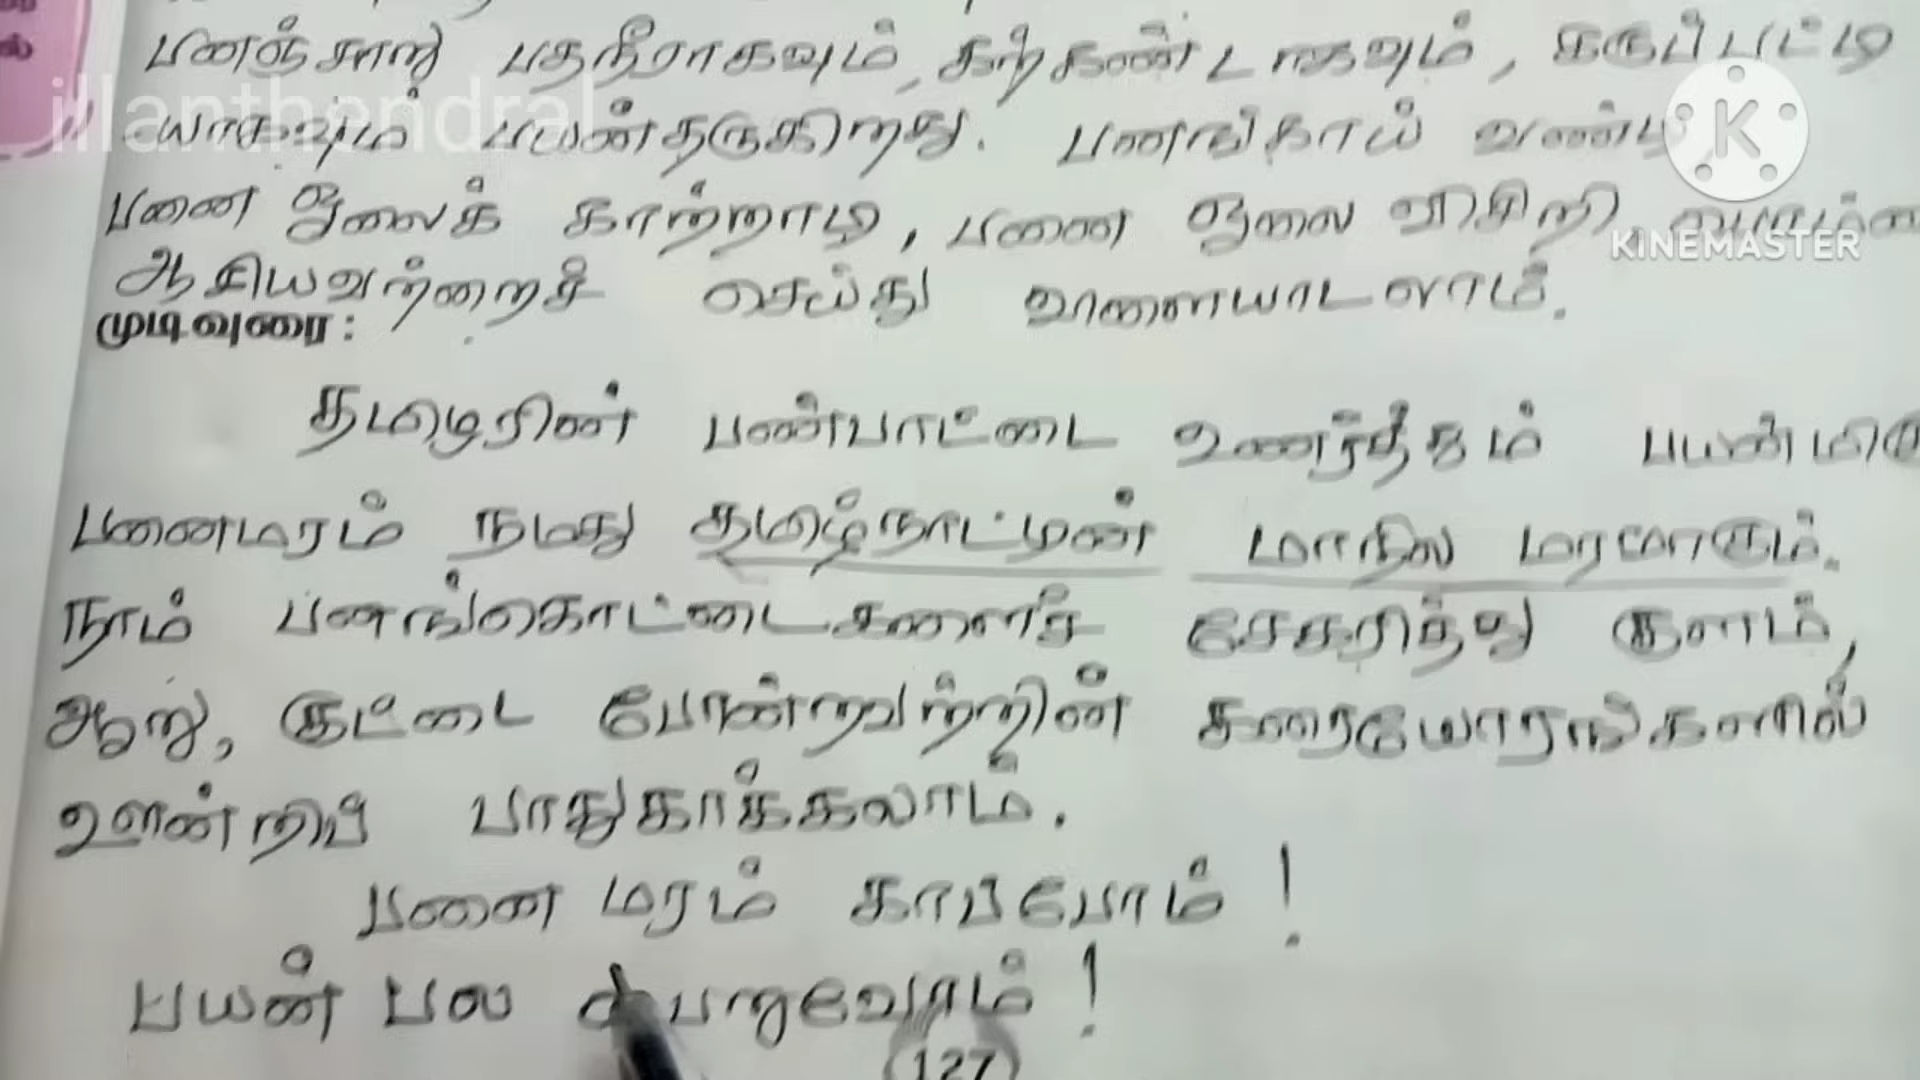 பனஞ்சாறு பதநீராகவும், கற்கண்டாகவும், கருப்பட்டி
யாகவும் பயன்தருகிறது. பனங்காய் வண்டி
பனை ஓலைக் காற்றாடி, பனை ஓலை விசிறி,
ஆகியவற்றைச் செய்து விளையாடலாம்.
முடிவுரை:
தமிழரின் பண்பாட்டை உணர்த்தும் பயன்மிகு
பனைமரம் நமது தமிழ்நாட்டின் மாநில மரமாகும்.
நாம் பனங்கொட்டைகளைச் சேகரித்து குளம்,
ஆறு, குட்டை போன்றவற்றின் கரையோரங்களில்
ஊன்றிப் பாதுகாக்கலாம்.
பனை மரம் காப்போம்!
பயன் பல பெறுவோம்!
127
illanthendral
KINEMASTER